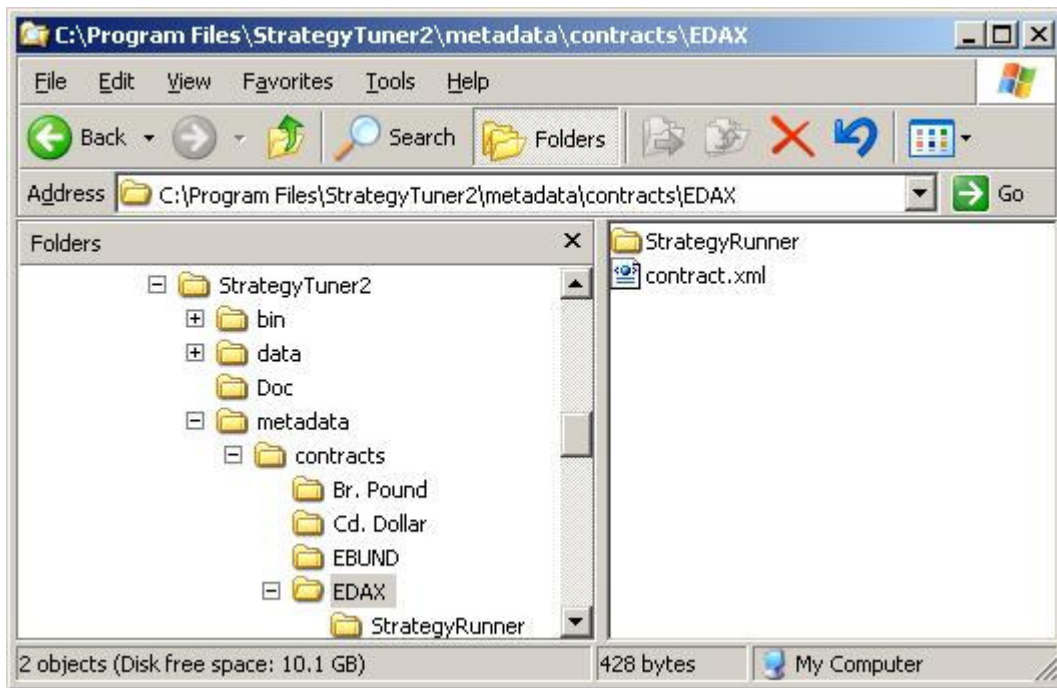 C:\Program Files\StrategyTuner2\metadata\contracts\EDAX
File Edit View Favorites Tools Help
Back Search Folders
Address C:\Program Files\StrategyTuner2\metadata\contracts\EDAX Go
Folders
StrategyTuner2
bin
data
Doc
metadata
contracts
Br. Pound
Cd. Dollar
EBUND
EDAX
StrategyRunner
StrategyRunner
contract.xml
2 objects (Disk free space: 10.1 GB) 428 bytes My Computer